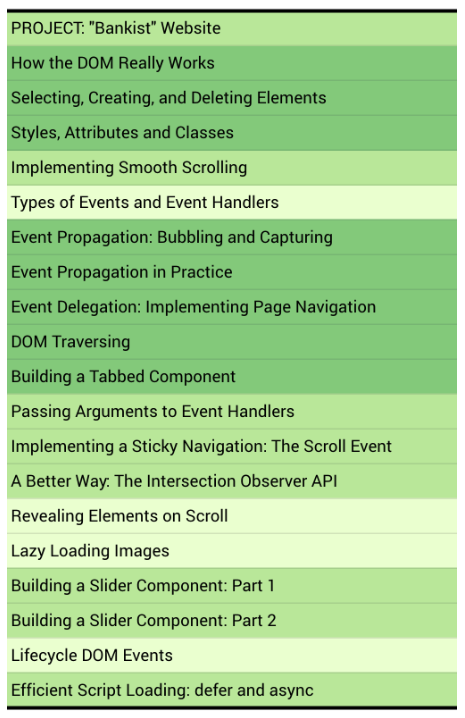 PROJECT: "Bankist" Website
How the DOM Really Works
Selecting, Creating, and Deleting Elements
Styles, Attributes and Classes
Implementing Smooth Scrolling
Types of Events and Event Handlers
Event Propagation: Bubbling and Capturing
Event Propagation in Practice
Event Delegation: Implementing Page Navigation
DOM Traversing
Building a Tabbed Component
Passing Arguments to Event Handlers
Implementing a Sticky Navigation: The Scroll Event
A Better Way: The Intersection Observer API
Revealing Elements on Scroll
Lazy Loading Images
Building a Slider Component: Part 1
Building a Slider Component: Part 2
Lifecycle DOM Events
Efficient Script Loading: defer and async